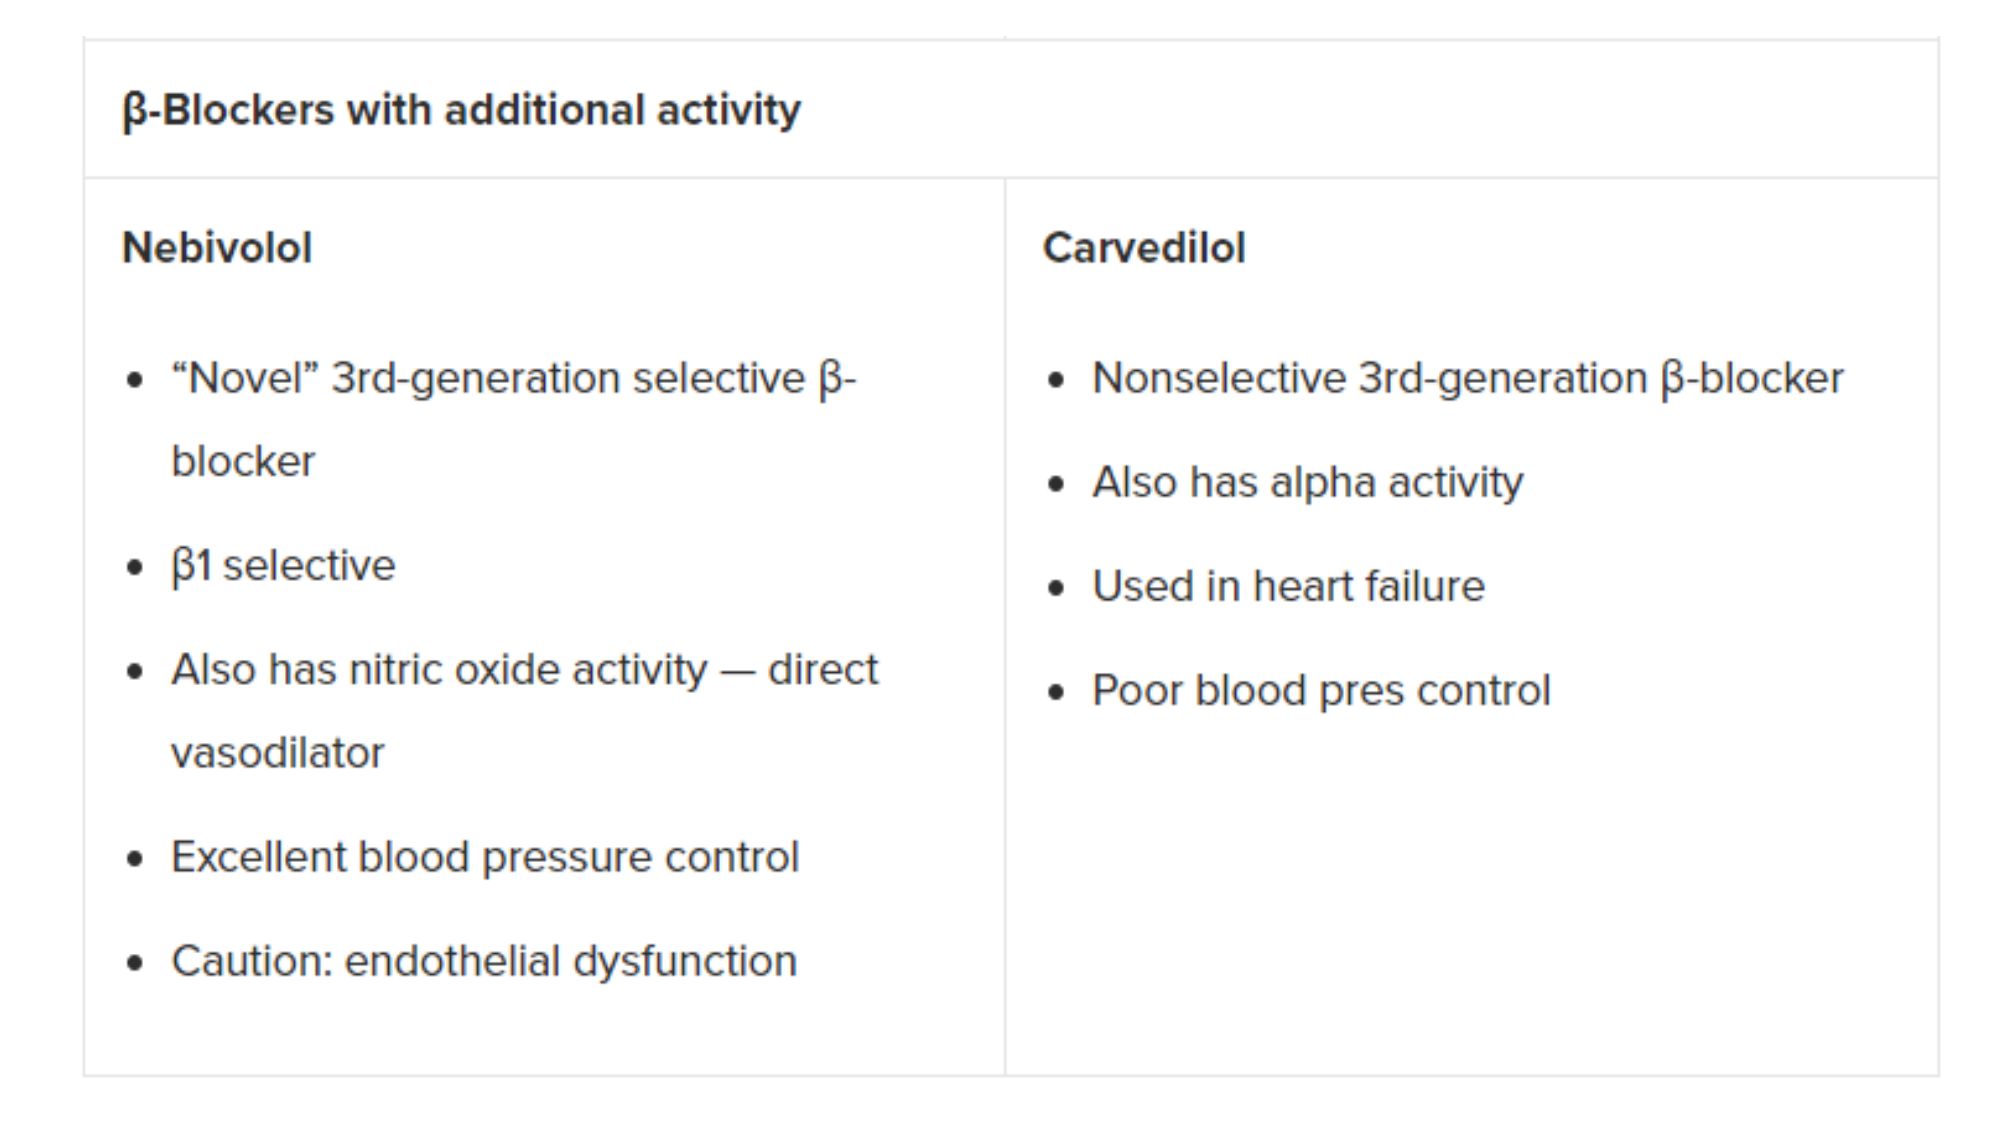 β-Blockers with additional activity
Nebivolol
• “Novel” 3rd-generation selective β-
blocker
• β1 selective
• Also has nitric oxide activity — direct
vasodilator
• Excellent blood pressure control
• Caution: endothelial dysfunction
Carvedilol
• Nonselective 3rd-generation β-blocker
• Also has alpha activity
• Used in heart failure
• Poor blood pres control